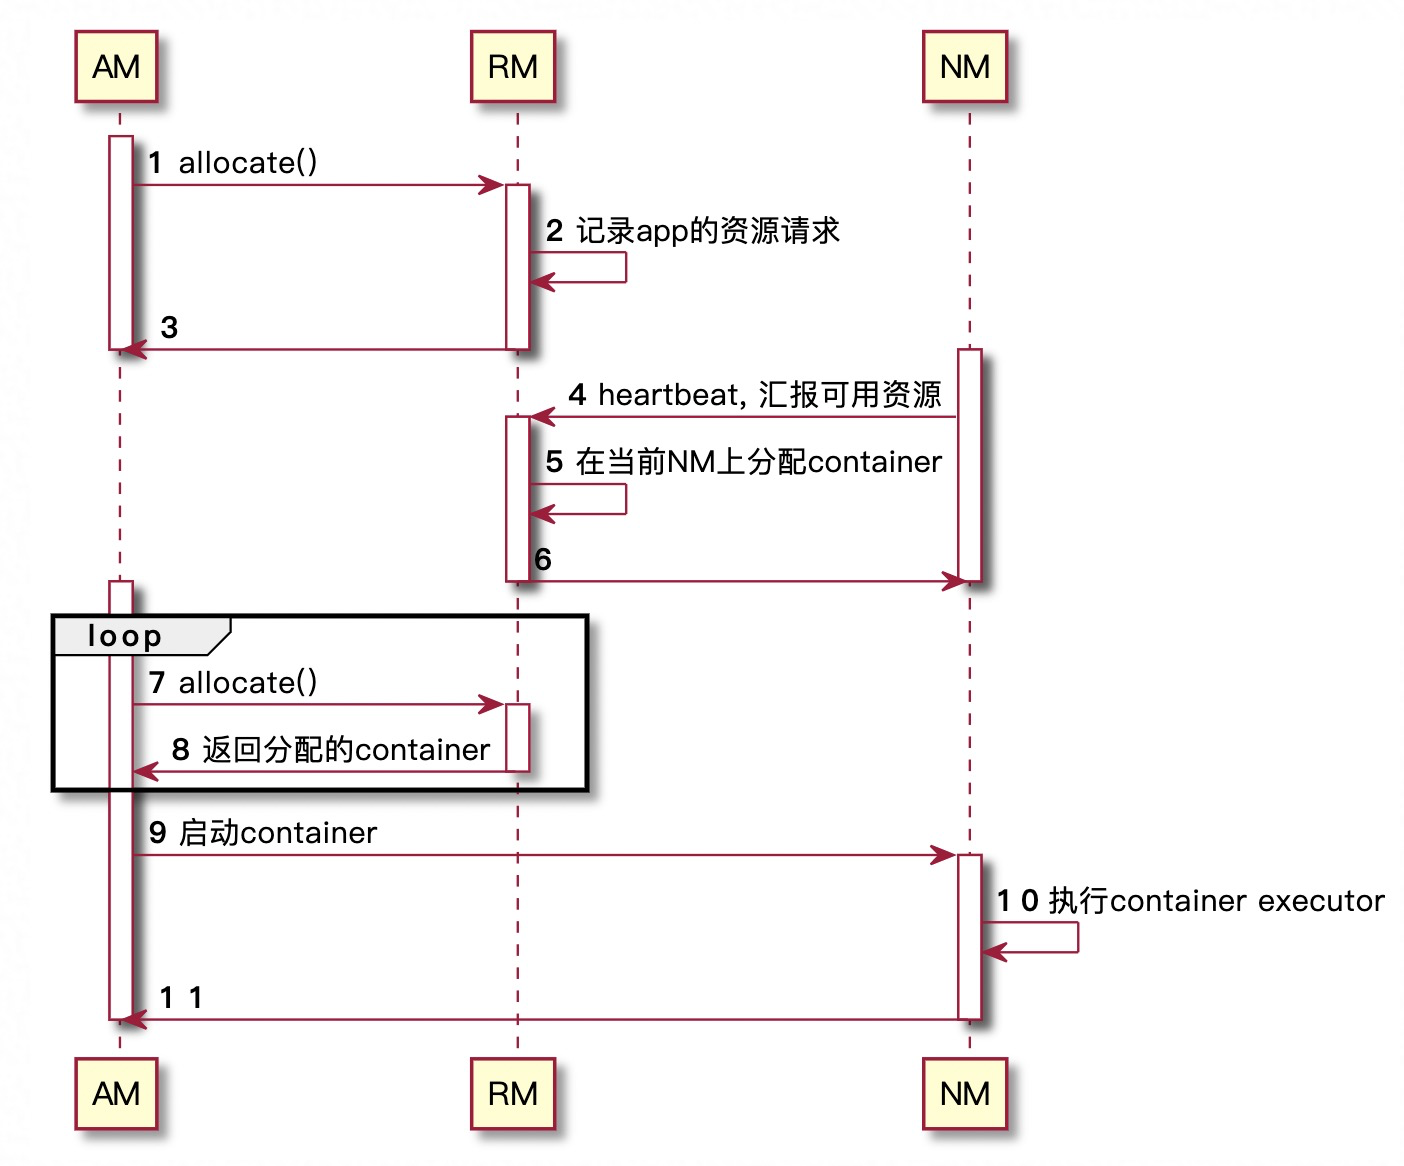 AM RM NM
1 allocate()
2 记录app的资源请求
3
4 heartbeat, 汇报可用资源
5 在当前NM上分配container
6
loop
7 allocate()
8 返回分配的container
9 启动container
10 执行container executor
11
AM RM NM